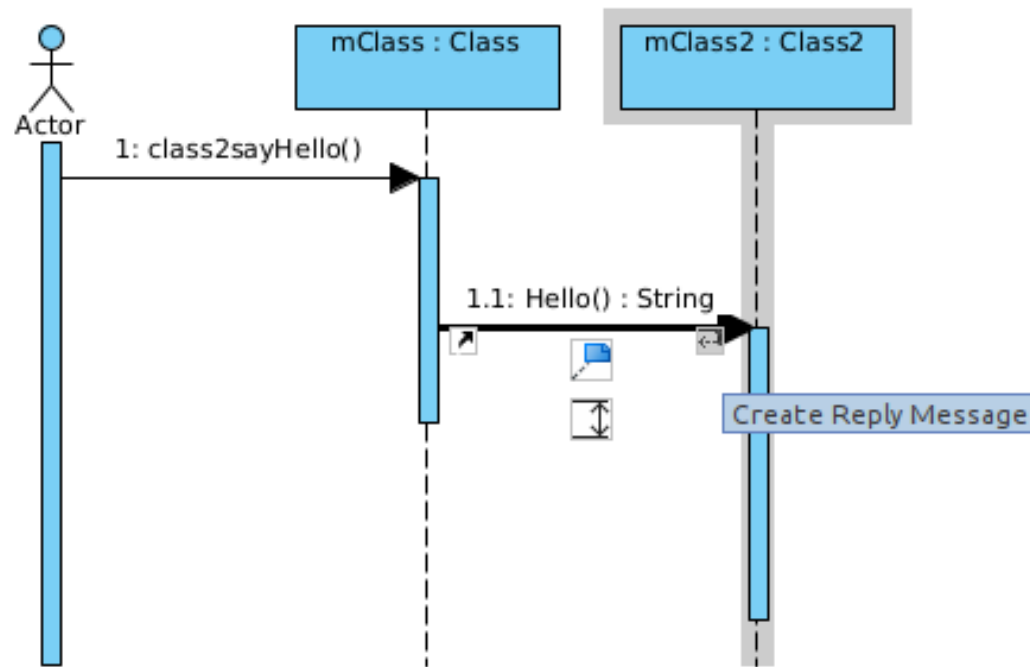 mClass : Class
mClass2 : Class2
Actor
1: class2sayHello()
1.1: Hello() : String
Create Reply Message